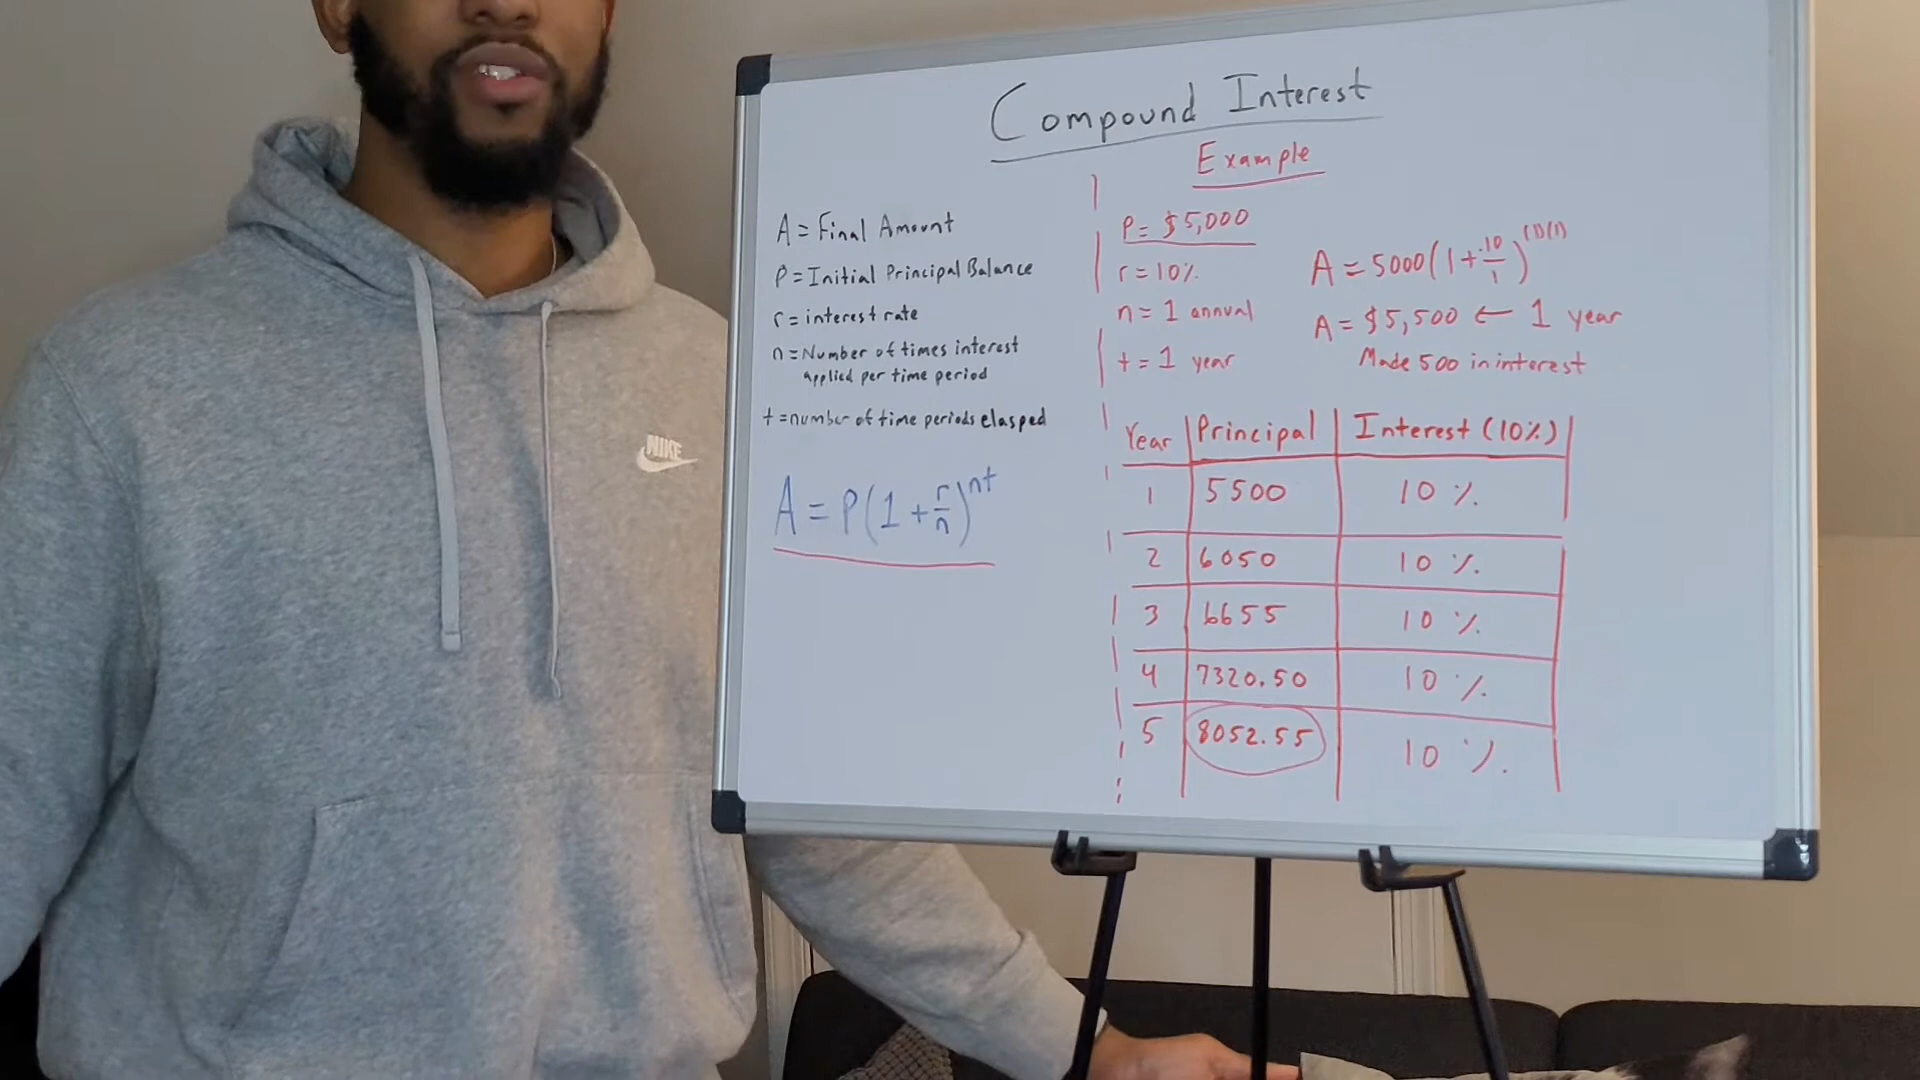 Compound Interest
Example
A = Final Amount
P = Initial Principal Balance
r = interest rate
n = Number of times interest
applied per time period
t = number of time periods elasped
A = P(1 + r/n)^nt
P = $5,000
r = 10%
n = 1 annual
t = 1 year
A = 5000(1 + .10/1)^(1)(1)
A = $5,500 ← 1 year
Made 500 in interest
Year Principal Interest (10%)
1 5500 10%
2 6050 10%
3 6655 10%
4 7320.50 10%
5 8052.55 10%
NIKE